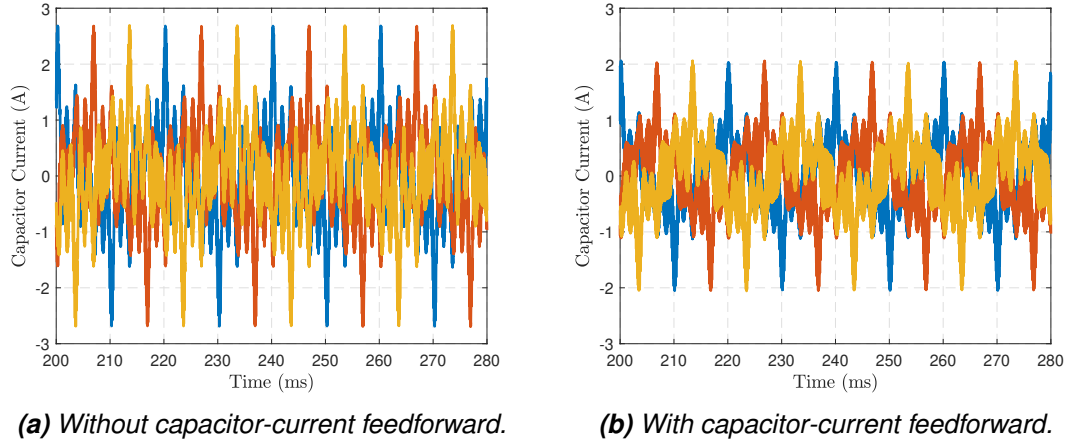 3
2
1
0
-1
-2
-3
Capacitor Current (A)
200 210 220 230 240 250 260 270 280
Time (ms)
(a) Without capacitor-current feedforward.
3
2
1
0
-1
-2
-3
Capacitor Current (A)
200 210 220 230 240 250 260 270 280
Time (ms)
(b) With capacitor-current feedforward.